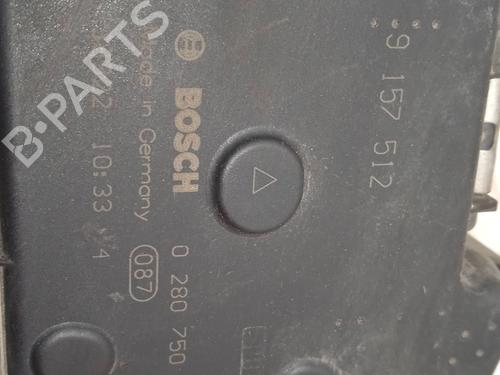 9 157 512
BOSCH
0 280 750
Made in Germany
087
10:33
B-PARTS